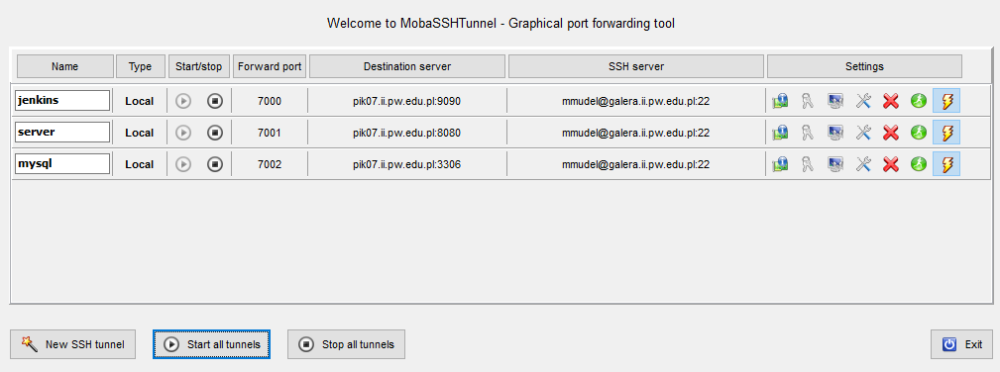 Welcome to MobaSSHTunnel - Graphical port forwarding tool
Name Type Start/stop Forward port Destination server SSH server Settings
jenkins Local 7000 pik07.ii.pw.edu.pl:9090 mmudel@galera.ii.pw.edu.pl:22
server Local 7001 pik07.ii.pw.edu.pl:8080 mmudel@galera.ii.pw.edu.pl:22
mysql Local 7002 pik07.ii.pw.edu.pl:3306 mmudel@galera.ii.pw.edu.pl:22
New SSH tunnel Start all tunnels Stop all tunnels Exit